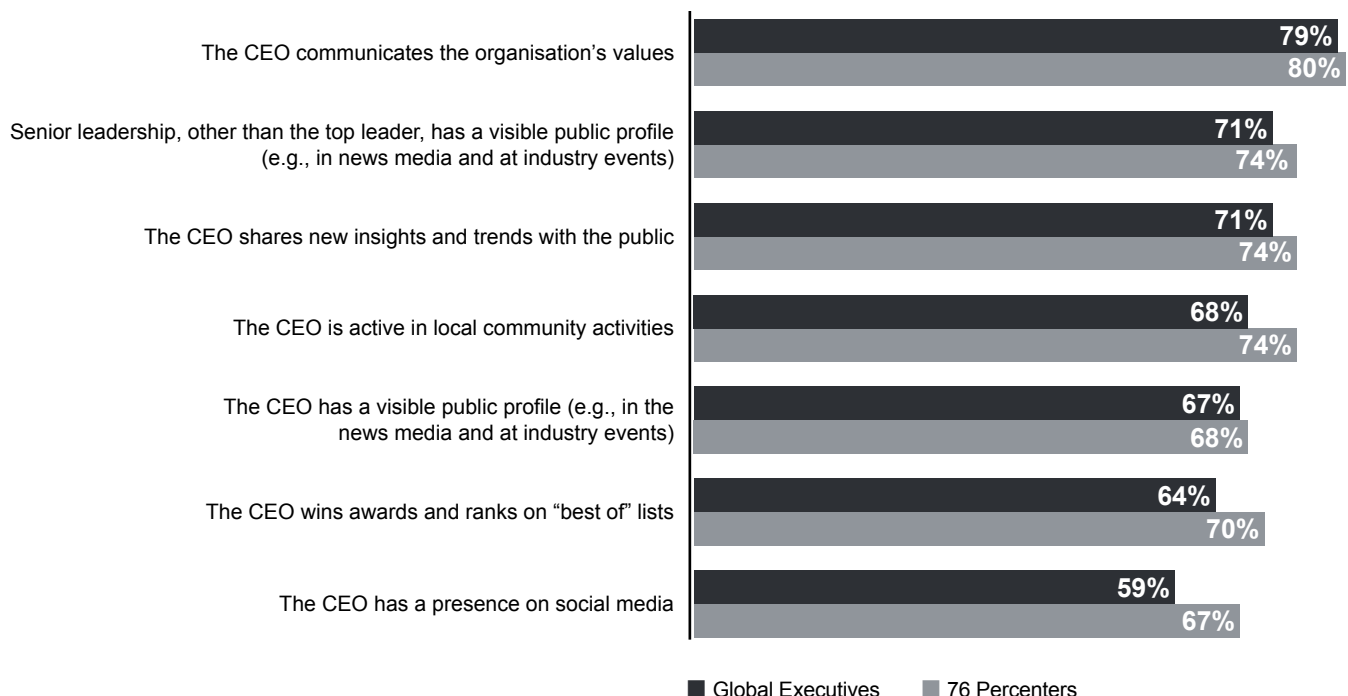 The CEO communicates the organisation’s values
79%
80%
Senior leadership, other than the top leader, has a visible public profile
(e.g., in news media and at industry events)
71%
74%
The CEO shares new insights and trends with the public
71%
74%
The CEO is active in local community activities
68%
74%
The CEO has a visible public profile (e.g., in the
news media and at industry events)
67%
68%
The CEO wins awards and ranks on “best of” lists
64%
70%
The CEO has a presence on social media
59%
67%
Global Executives
76 Percenters